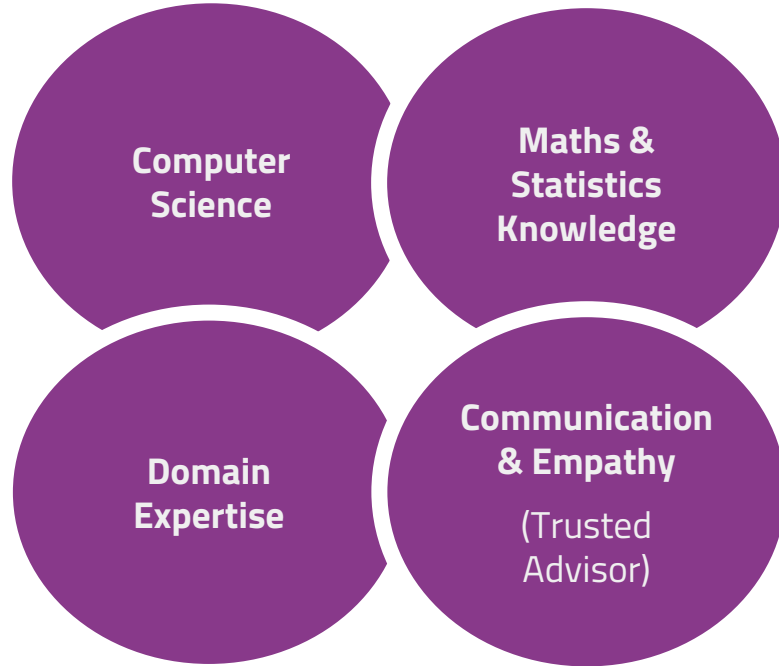 Computer
Science
Maths &
Statistics
Knowledge
Domain
Expertise
Communication
& Empathy
(Trusted
Advisor)